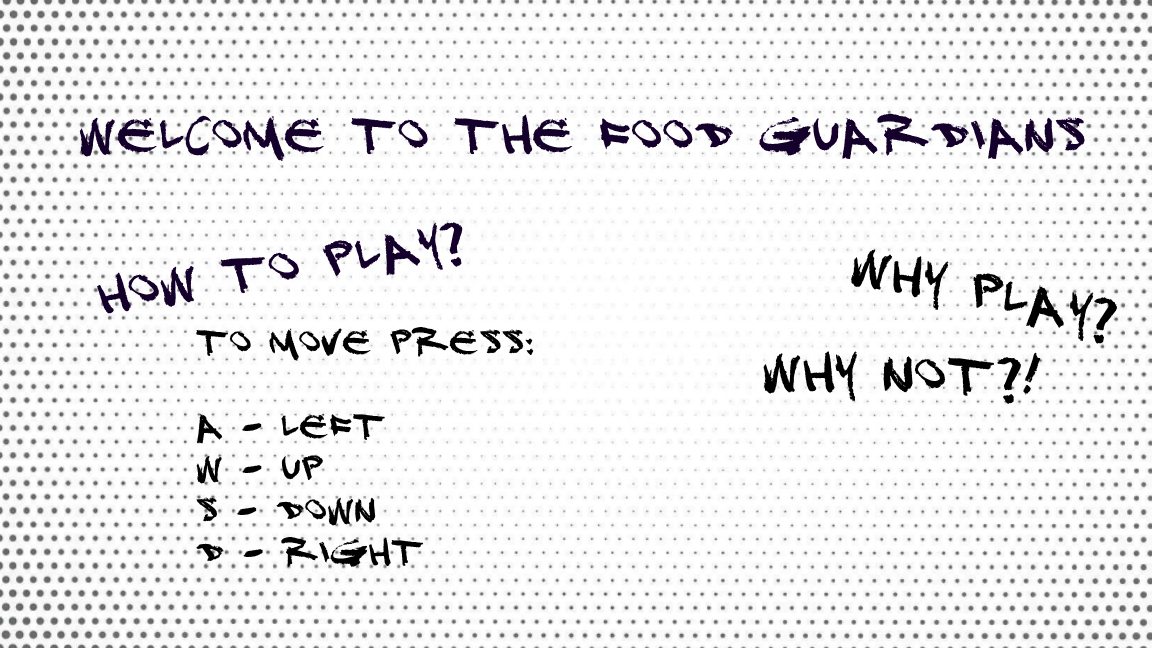 WELCOME TO THE FOOD GUARDIANS
HOW TO PLAY?
TO MOVE PRESS:
A - LEFT
W - UP
S - DOWN
D - RIGHT
WHY PLAY?
WHY NOT?!